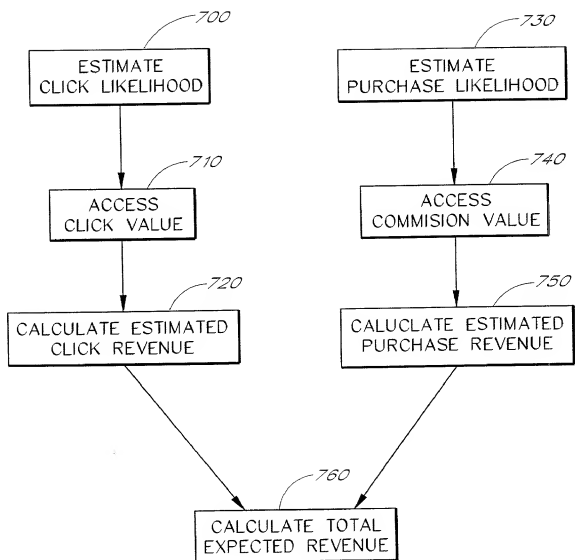 700
ESTIMATE
CLICK LIKELIHOOD
710
ACCESS
CLICK VALUE
720
CALCULATE ESTIMATED
CLICK REVENUE
730
ESTIMATE
PURCHASE LIKELIHOOD
740
ACCESS
COMMISION VALUE
750
CALUCLATE ESTIMATED
PURCHASE REVENUE
760
CALCULATE TOTAL
EXPECTED REVENUE